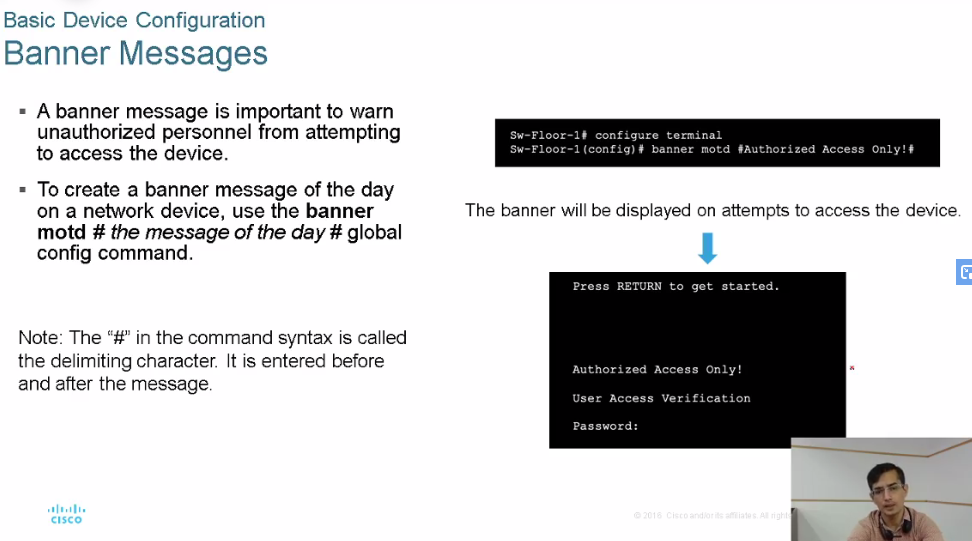 Basic Device Configuration
Banner Messages
▪ A banner message is important to warn
unauthorized personnel from attempting
to access the device.
▪ To create a banner message of the day
on a network device, use the banner
motd # the message of the day # global
config command.
Note: The “#” in the command syntax is called
the delimiting character. It is entered before
and after the message.
Sw-Floor-1# configure terminal
Sw-Floor-1(config)# banner motd #Authorized Access Only!#
The banner will be displayed on attempts to access the device.
Press RETURN to get started.
Authorized Access Only!
User Access Verification
Password:
CISCO
© 2016 Cisco and/or its affiliates. All rights